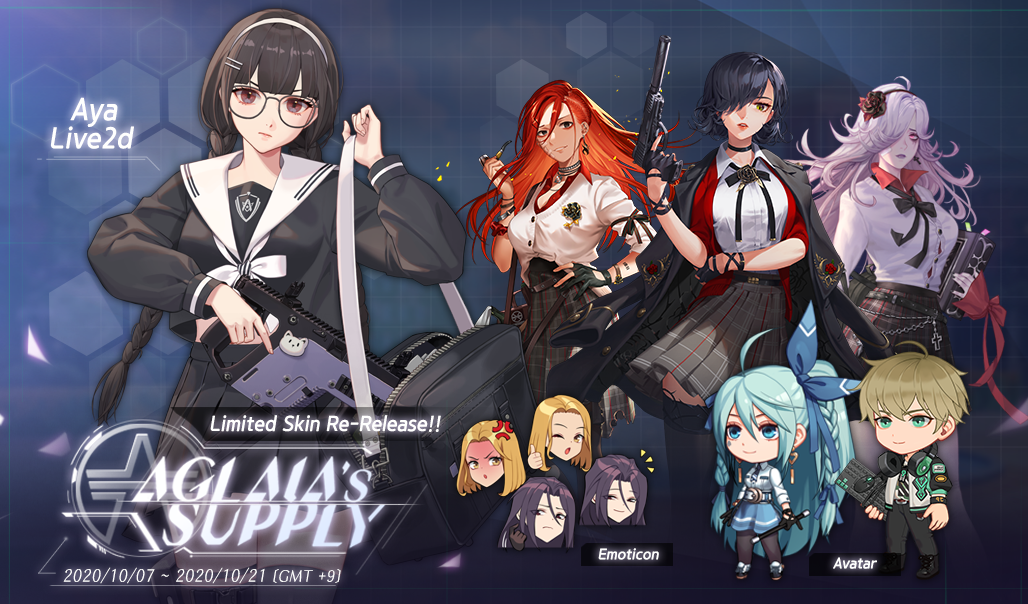 Aya
Live2d
Limited Skin Re-Release!!
AGLAIA's
SUPPLY
2020/10/07 ~ 2020/10/21 [GMT +9]
Emoticon
Avatar